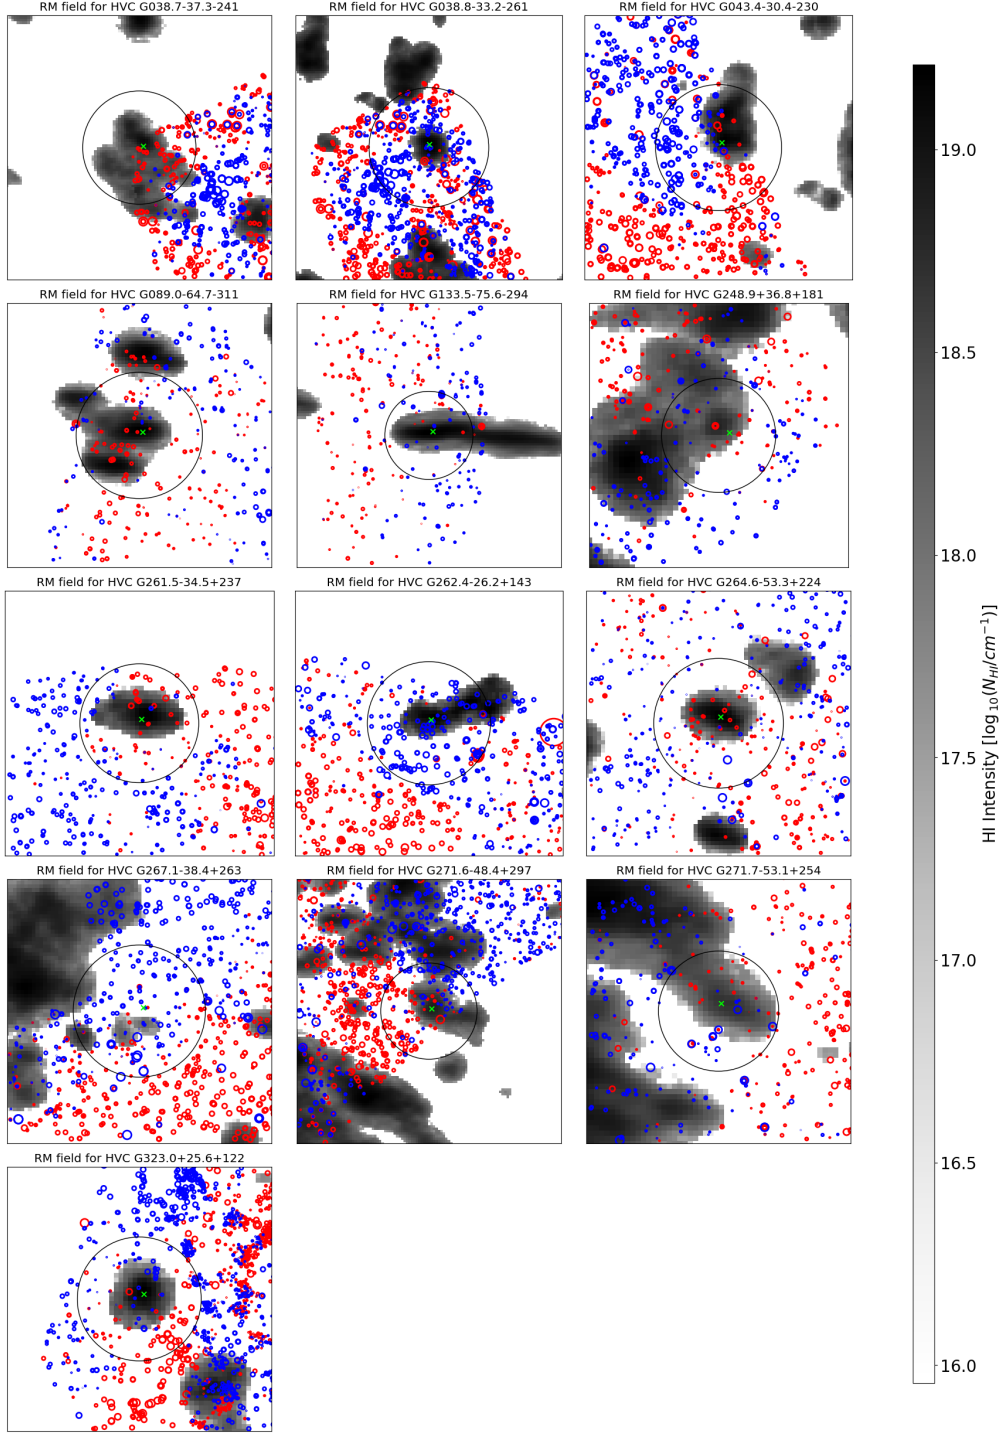 RM field for HVC G038.7-37.3-241
RM field for HVC G038.8-33.2-261
RM field for HVC G043.4-30.4-230
RM field for HVC G089.0-64.7-311
RM field for HVC G133.5-75.6-294
RM field for HVC G248.9+36.8+181
RM field for HVC G261.5-34.5+237
RM field for HVC G262.4-26.2+143
RM field for HVC G264.6-53.3+224
RM field for HVC G267.1-38.4+263
RM field for HVC G271.6-48.4+297
RM field for HVC G271.7-53.1+254
RM field for HVC G323.0+25.6+122
19.0
18.5
18.0
17.5
17.0
16.5
16.0
HI Intensity [log₁₀(N_HI/cm⁻¹)]